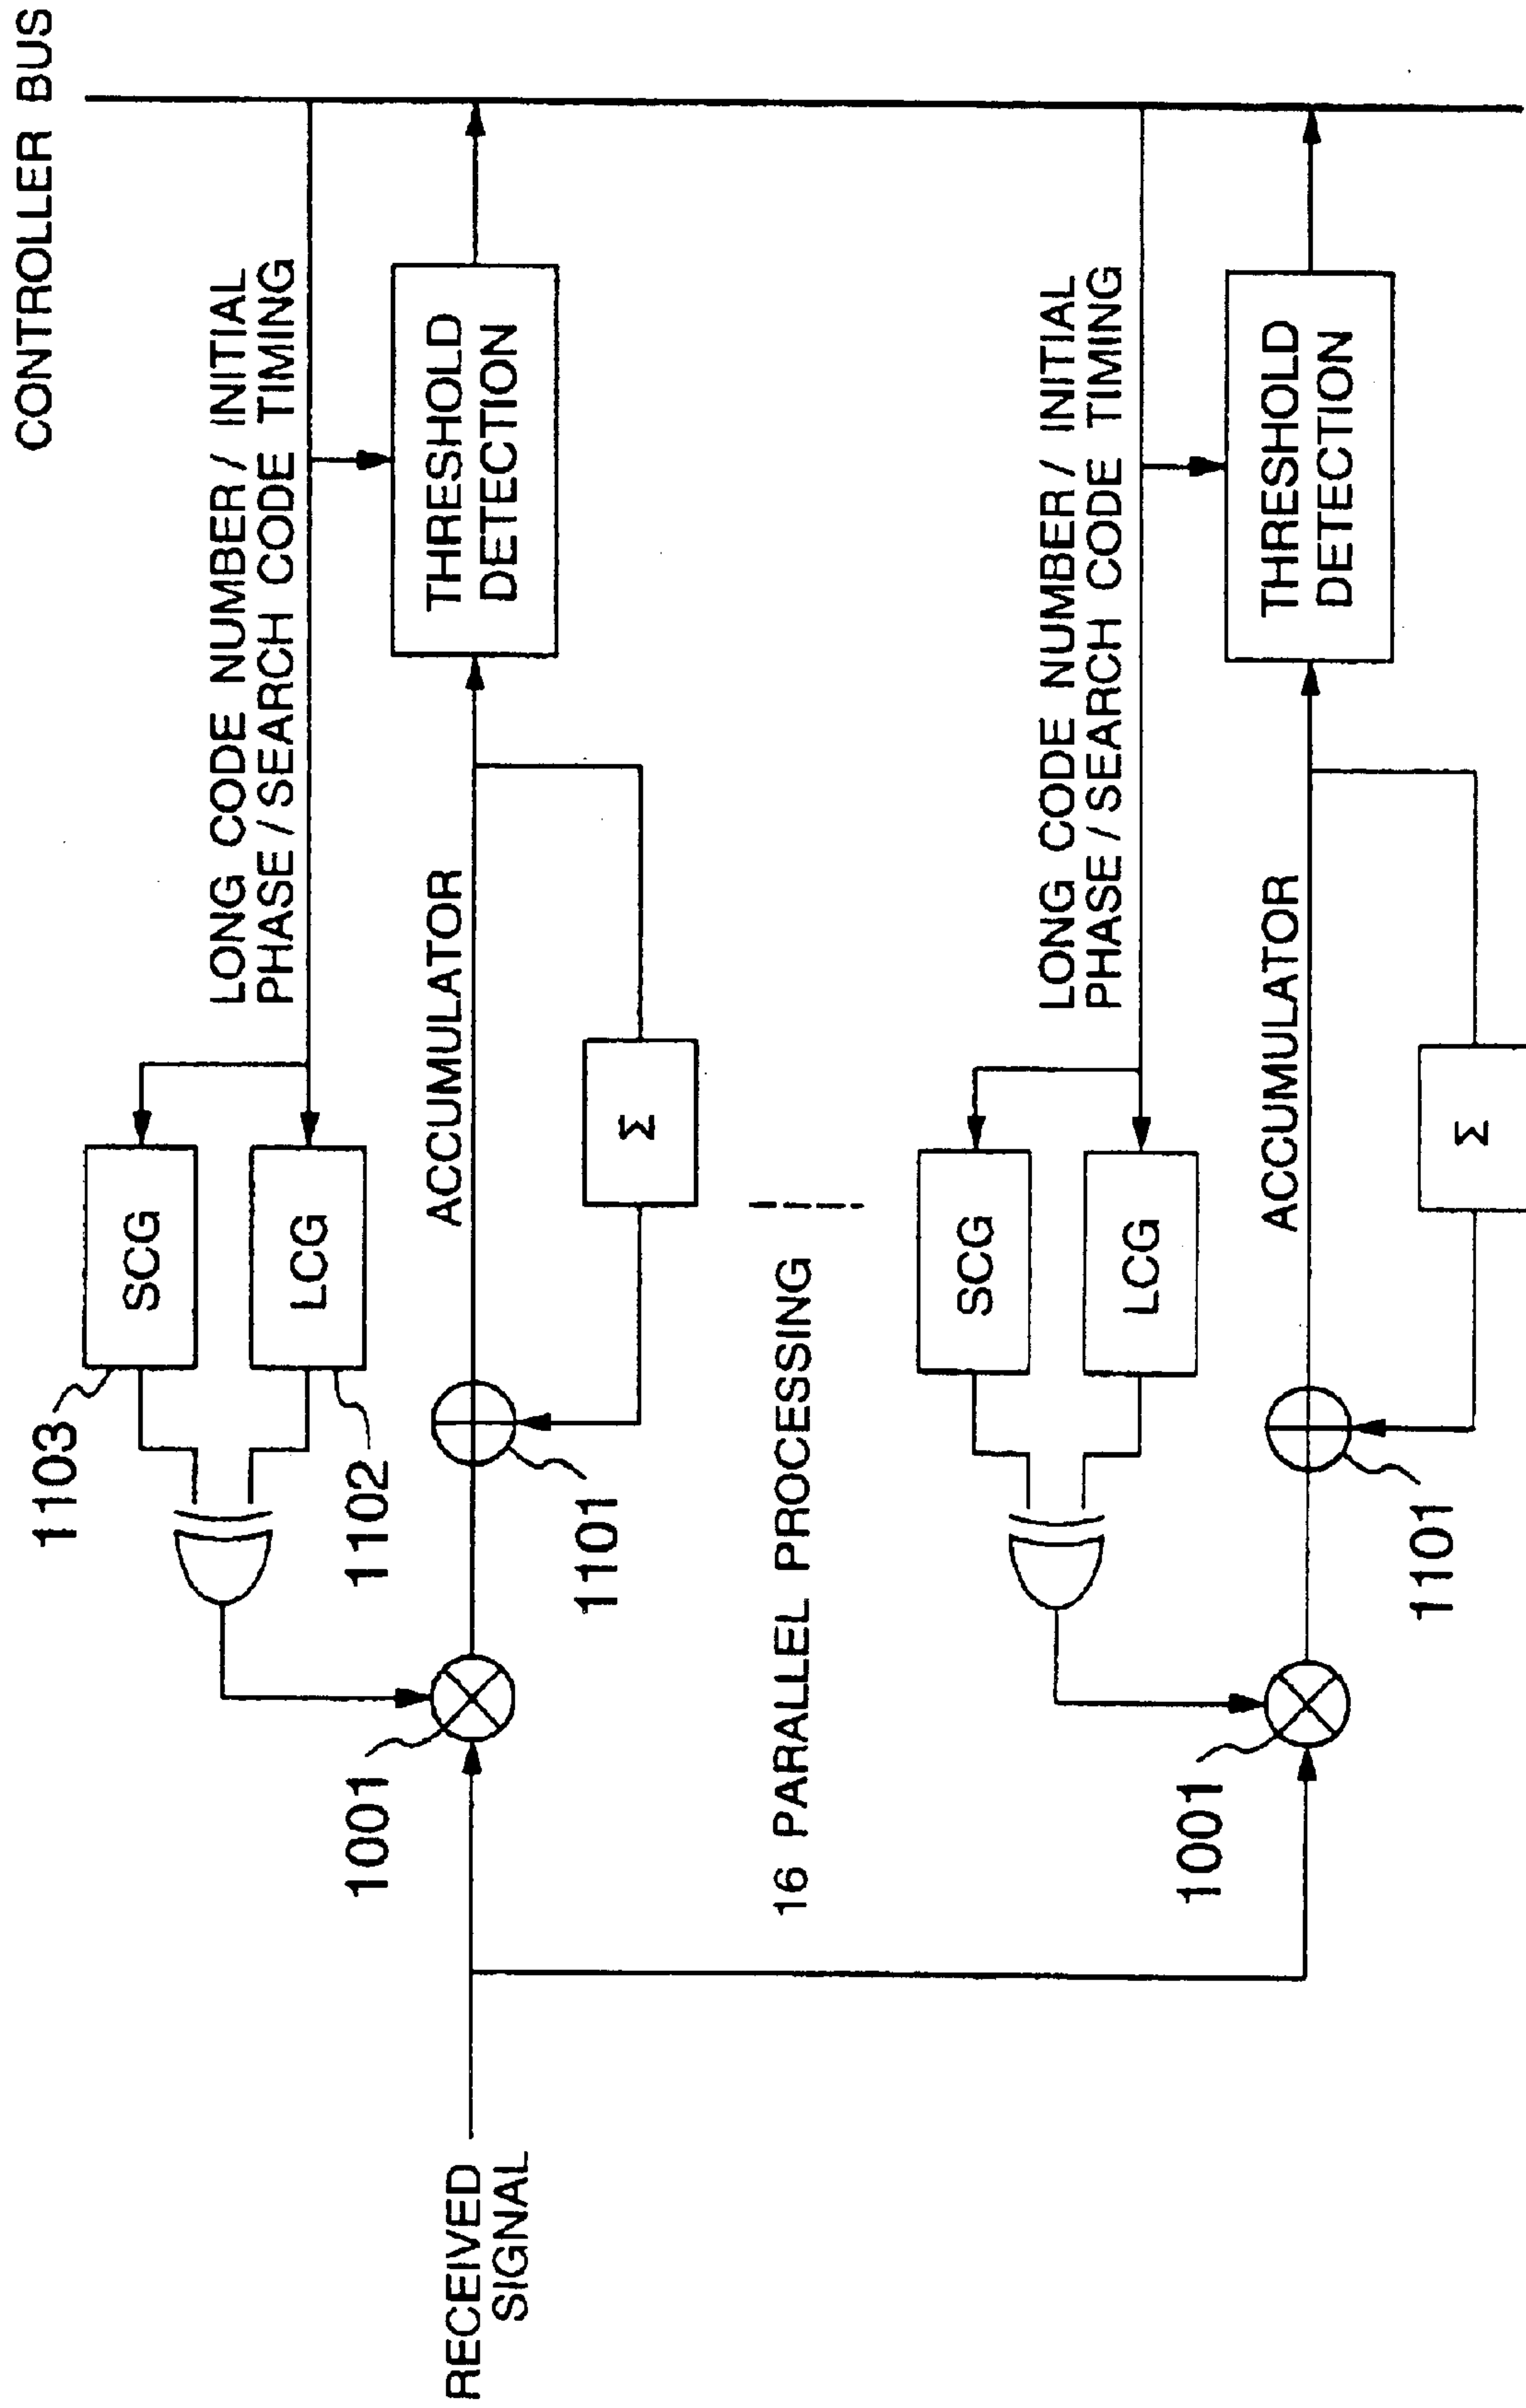 CONTROLLER BUS
LONG CODE NUMBER / INITIAL
PHASE / SEARCH CODE TIMING
1103
SCG
LCG
1102
ACCUMULATOR
THRESHOLD
DETECTION
1001
1101
Σ
RECEIVED
SIGNAL
16 PARALLEL PROCESSING
LONG CODE NUMBER / INITIAL
PHASE / SEARCH CODE TIMING
SCG
LCG
ACCUMULATOR
THRESHOLD
DETECTION
1001
1101
Σ